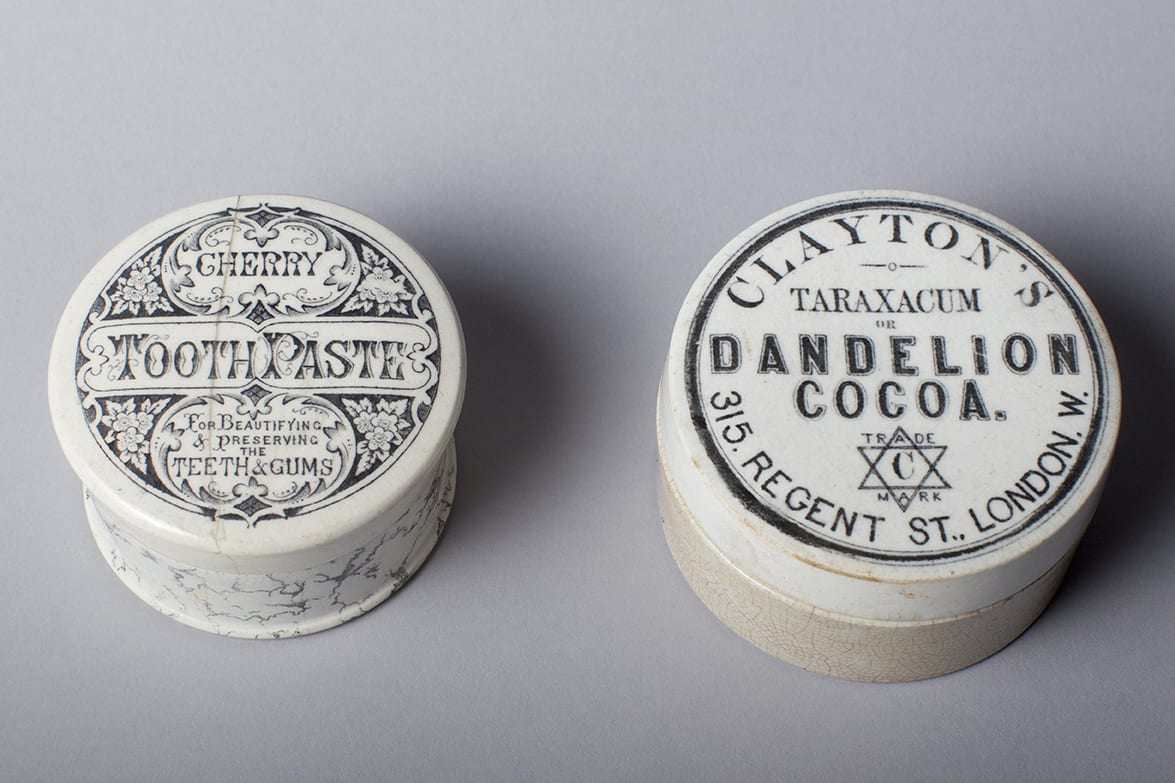 CHERRY
TOOTH PASTE
FOR BEAUTIFYING
& PRESERVING
THE
TEETH & GUMS
CLAYTON'S
TARAXACUM
OR
DANDELION
COCOA.
TRADE
C
MARK
315, REGENT ST., LONDON. W.